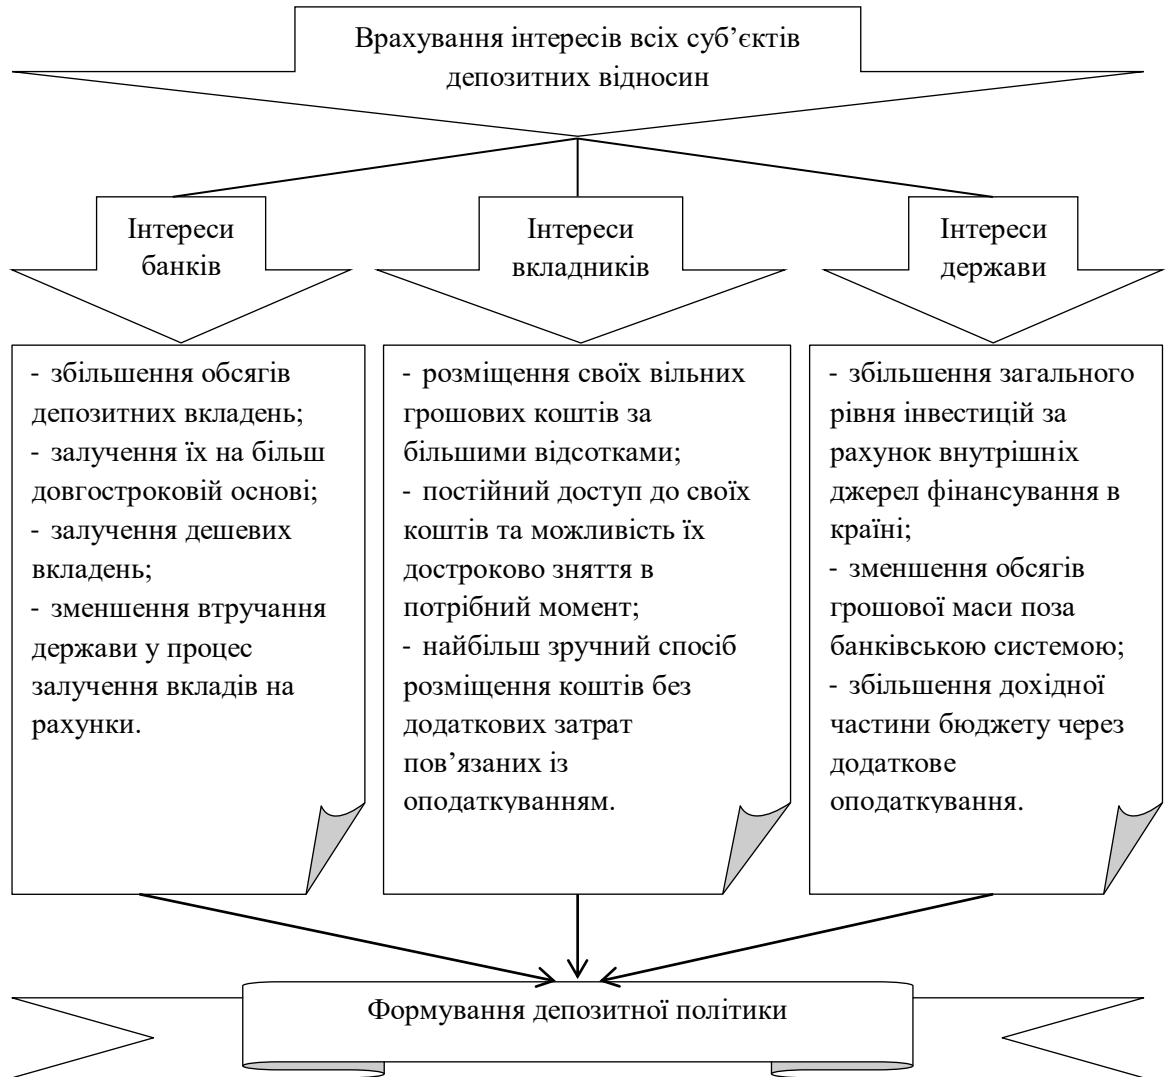 Врахування інтересів всіх суб’єктів
депозитних відносин
Інтереси
банків
Інтереси
вкладників
Інтереси
держави
- збільшення обсягів
депозитних вкладень;
- залучення їх на більш
довгостроковій основі;
- залучення дешевих
вкладень;
- зменшення втручання
держави у процес
залучення вкладів на
рахунки.
- розміщення своїх вільних
грошових коштів за
більшими відсотками;
- постійний доступ до своїх
коштів та можливість їх
достроково зняття в
потрібний момент;
- найбільш зручний спосіб
розміщення коштів без
додаткових затрат
пов’язаних із
оподаткуванням.
- збільшення загального
рівня інвестицій за
рахунок внутрішніх
джерел фінансування в
країні;
- зменшення обсягів
грошової маси поза
банківською системою;
- збільшення дохідної
частини бюджету через
додаткове
оподаткування.
Формування депозитної політики